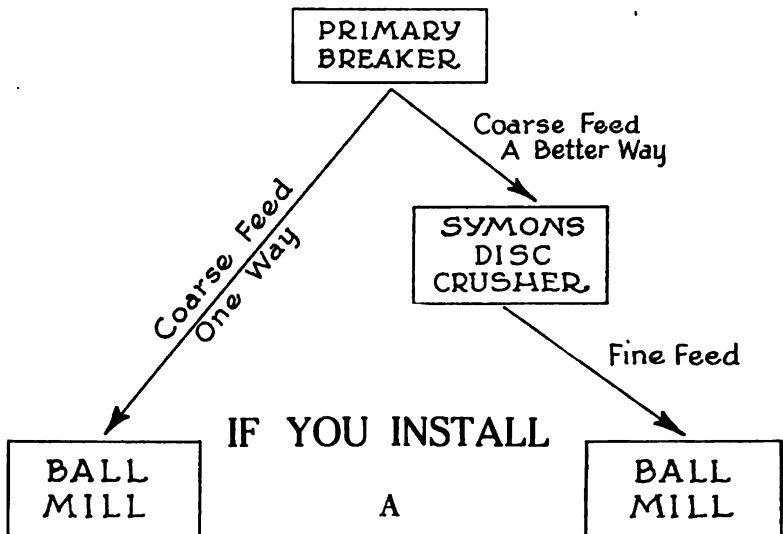 PRIMARY
BREAKER
Coarse Feed
A Better Way
Coarse Feed
One Way
SYMONS
DISC
CRUSHER
Fine Feed
IF YOU INSTALL
BALL
MILL
A
BALL
MILL